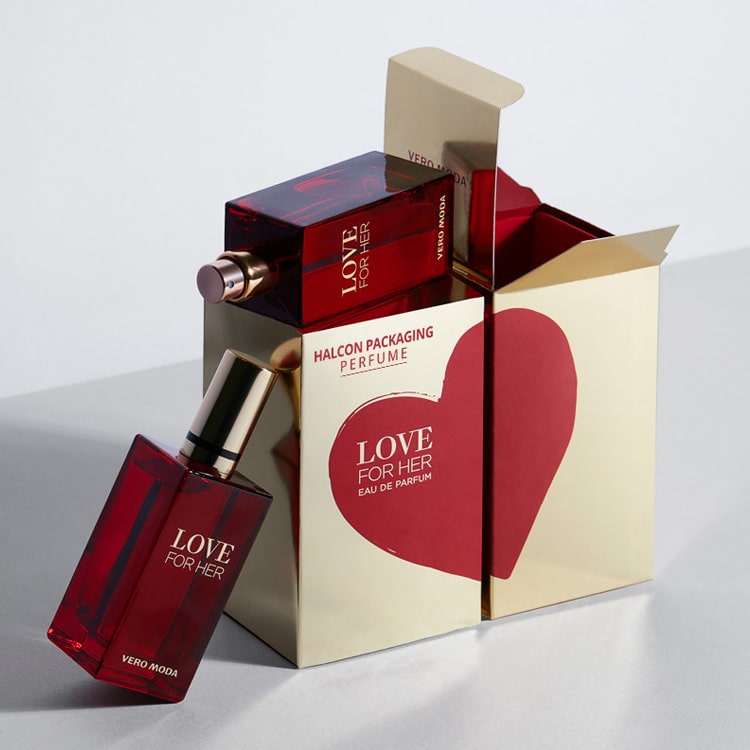 VERO MODA
LOVE
FOR HER
VERO MODA
HALCON PACKAGING
PERFUME
LOVE
FOR HER
EAU DE PARFUM
LOVE
FOR HER
VERO MODA